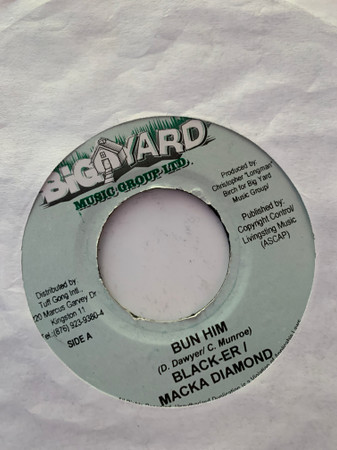 BIG YARD
MUSIC GROUP LTD.
Produced by:
Christopher "Longman"
Birch for Big Yard
Music Group/
Published by:
Copyright Control/
Livingsting Music
(ASCAP)
Distributed by:
Tuff Gong Intl..
220 Marcus Garvey Dr
Kingston 11
Tel:(876) 923-9380-4
SIDE A
BUN HIM
(D. Dawyer/ C. Munroe)
BLACK-ER /
MACKA DIAMOND